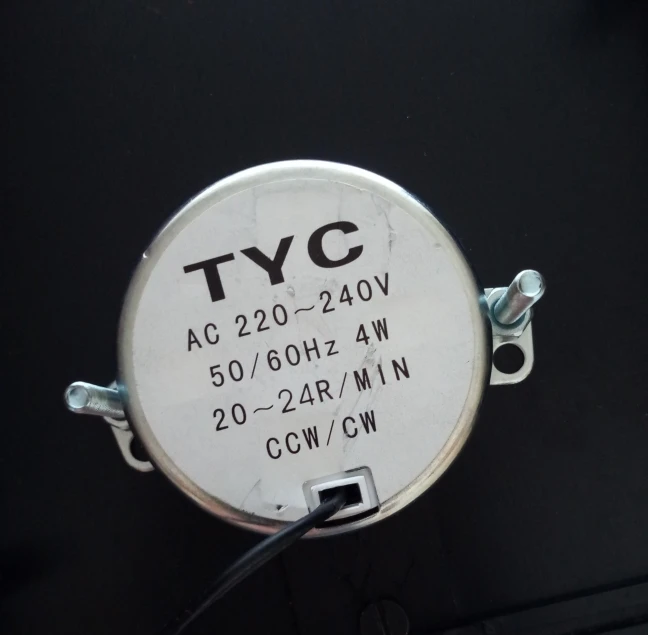 TYC
AC 220~240V
50/60Hz 4W
20~24R/MIN
CCW/CW